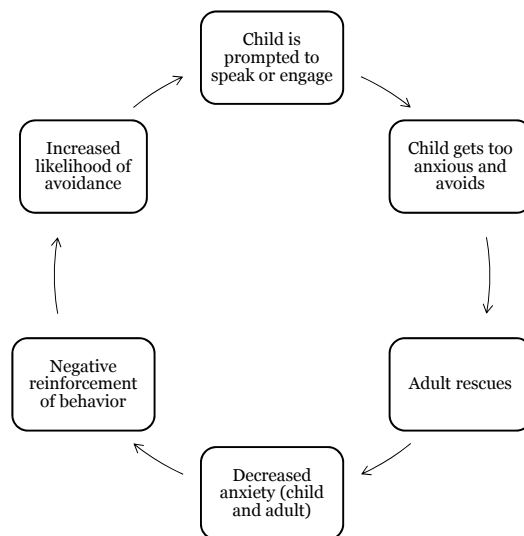 Child is
prompted to
speak or engage
Child gets too
anxious and
avoids
Adult rescues
Decreased
anxiety (child
and adult)
Negative
reinforcement
of behavior
Increased
likelihood of
avoidance